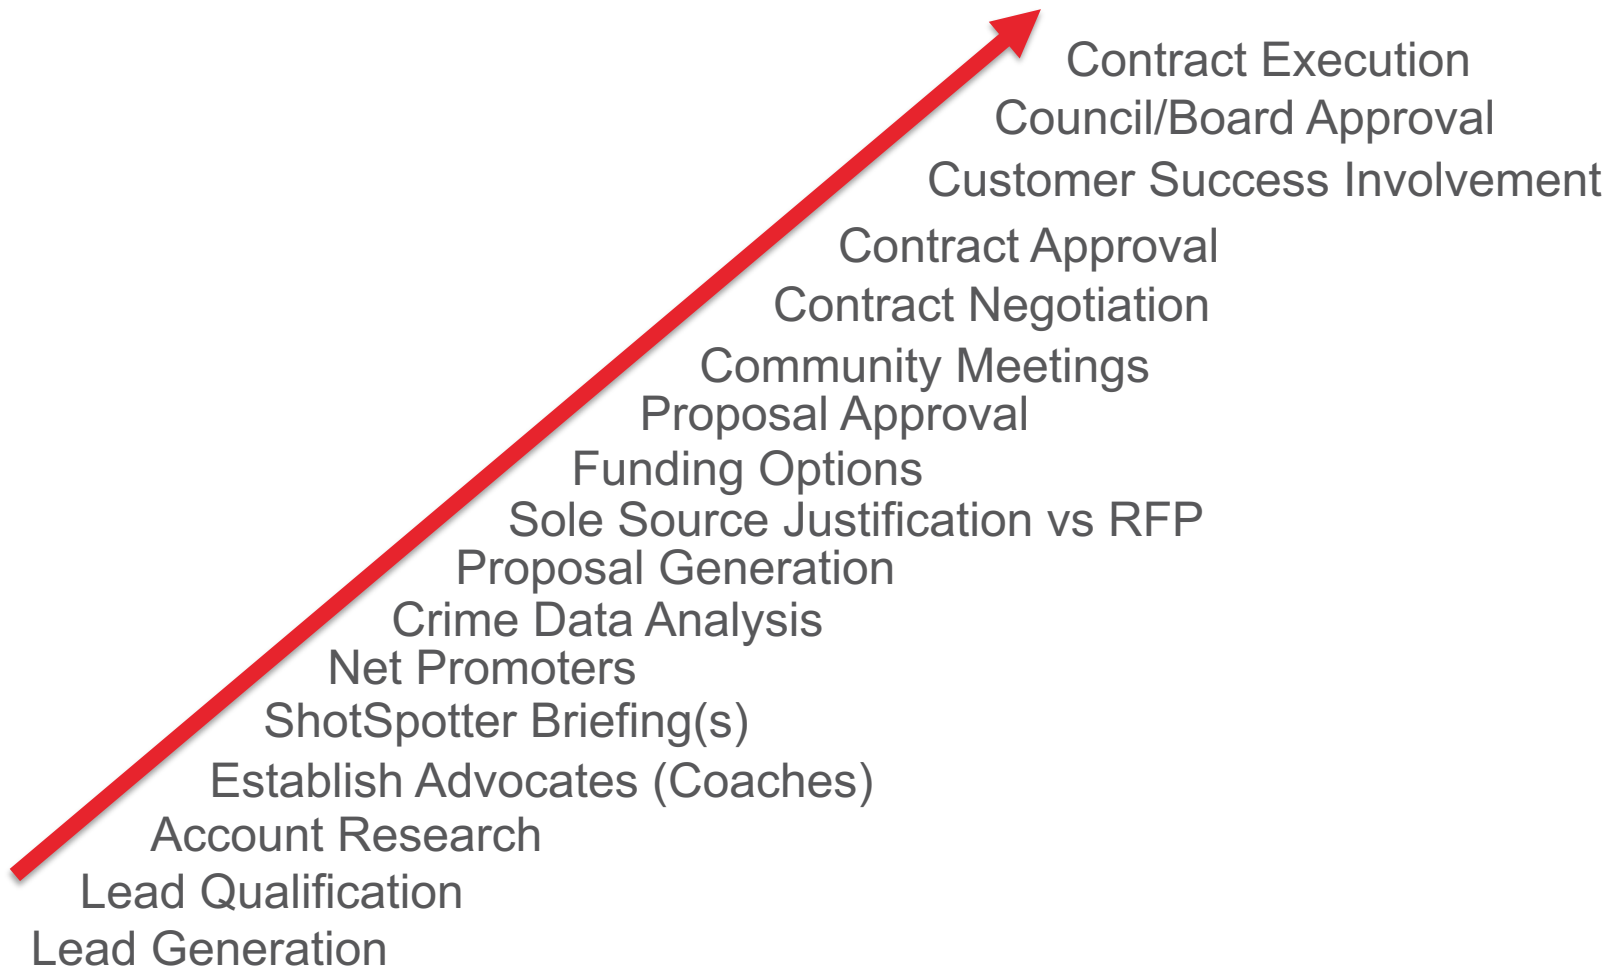 Contract Execution
Council/Board Approval
Customer Success Involvement
Contract Approval
Contract Negotiation
Community Meetings
Proposal Approval
Funding Options
Sole Source Justification vs RFP
Proposal Generation
Crime Data Analysis
Net Promoters
ShotSpotter Briefing(s)
Establish Advocates (Coaches)
Account Research
Lead Qualification
Lead Generation